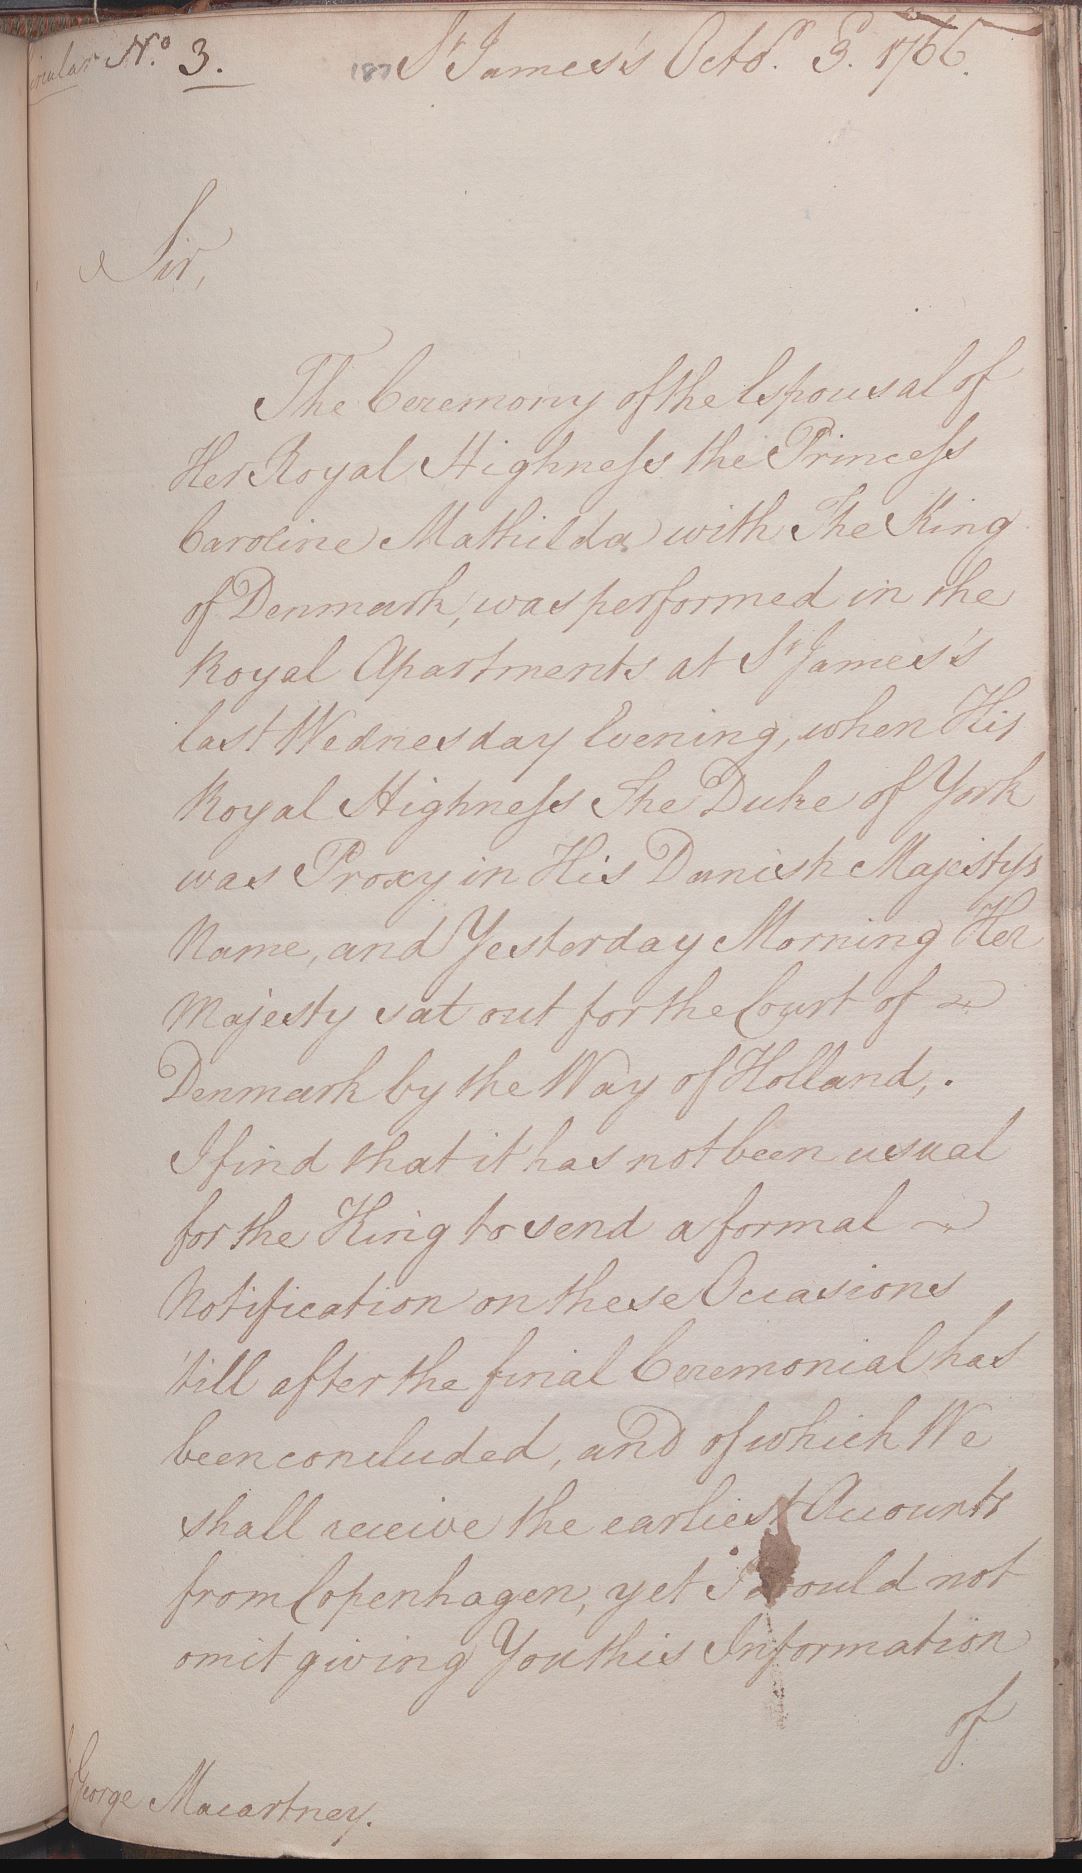 Circular N.o 3.
187 St James's Octor. 3. 1766.
Sir,
The Ceremony of the Espousal of
Her Royal Highness the Princess
Caroline Mathilda with The King
of Denmark, was performed in the
Royal Apartments at St James's
last Wednesday Evening, when His
Royal Highness The Duke of York
was Proxy in His Danish Majesty's
Name, and Yesterday Morning Her
Majesty sat out for the Court of
Denmark by the Way of Holland,.
I find that it has not been usual
for the King to send a formal
Notification on these Occasions
'till after the final Ceremonial has
been concluded, and of which We
shall receive the earliest Accounts
from Copenhagen, yet I would not
omit giving You this Information
of
George Macartney.